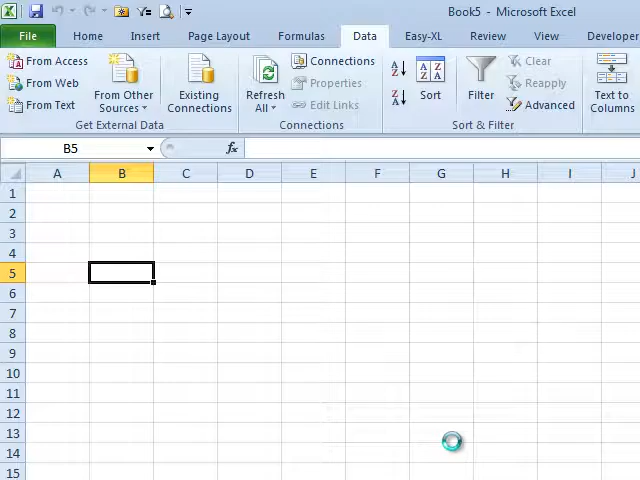 Book5 - Microsoft Excel
File Home Insert Page Layout Formulas Data Easy-XL Review View Developer
From Access
From Web
From Text
From Other Sources
Existing Connections
Get External Data
Refresh All
Connections
Properties
Edit Links
Connections
A Z
Z A
A Z Z A
Sort
Filter
Clear
Reapply
Advanced
Sort & Filter
Text to Columns
B5 fx
A B C D E F G H I J
1
2
3
4
5
6
7
8
9
10
11
12
13
14
15